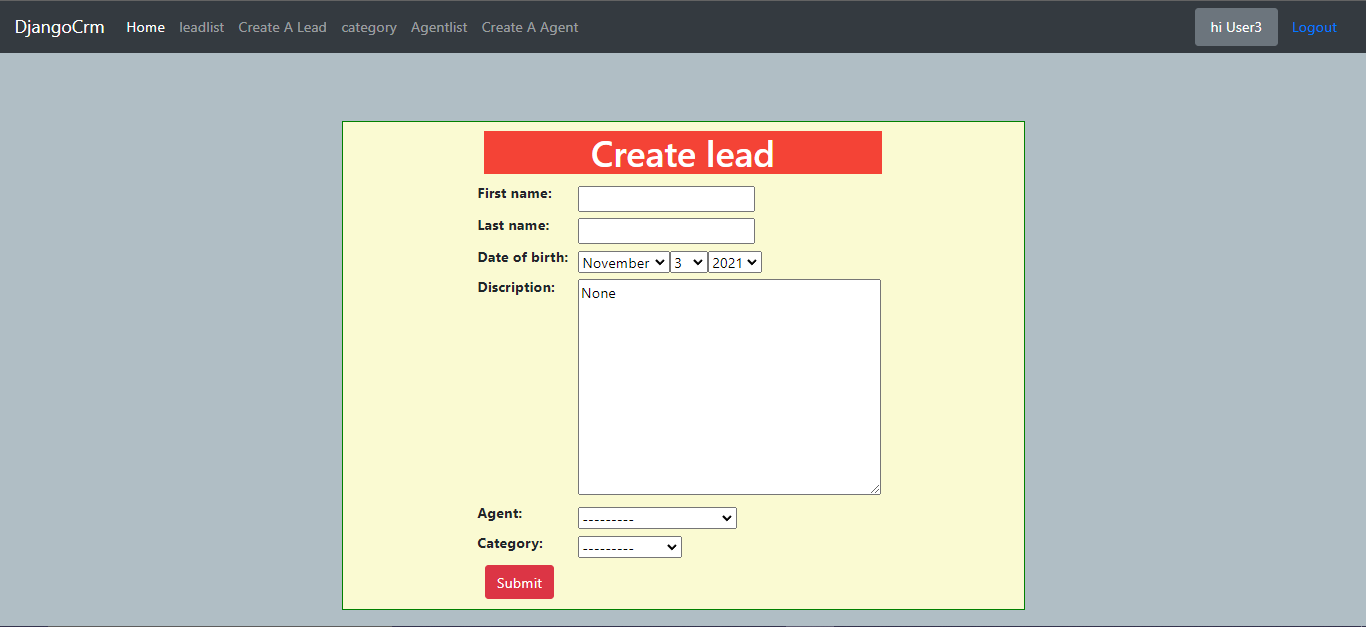 DjangoCrm Home leadlist Create A Lead category Agentlist Create A Agent hi User3 Logout
Create lead
First name:
Last name:
Date of birth: November 3 2021
Discription: None
Agent: ---------
Category: ---------
Submit